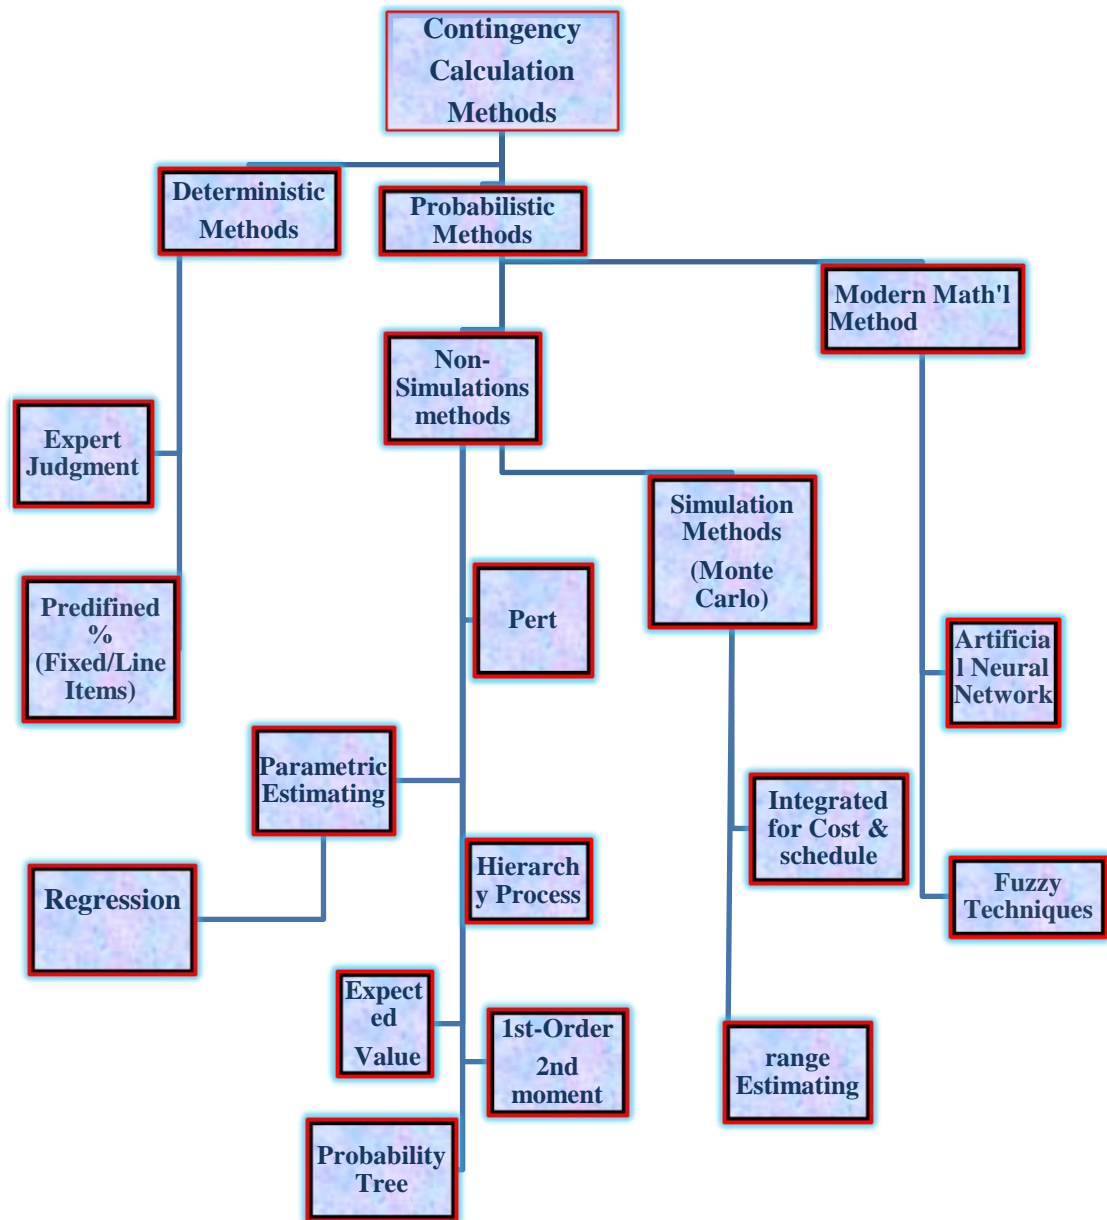 Contingency
Calculation
Methods
Deterministic
Methods
Probabilistic
Methods
Modern Math'l
Method
Non-
Simulations
methods
Expert
Judgment
Simulation
Methods
(Monte
Carlo)
Pert
Predifined
%
(Fixed/Line
Items)
Artificia
l Neural
Network
Parametric
Estimating
Integrated
for Cost &
schedule
Hierarch
y Process
Regression
Fuzzy
Techniques
Expect
ed
Value
1st-Order
2nd
moment
range
Estimating
Probability
Tree